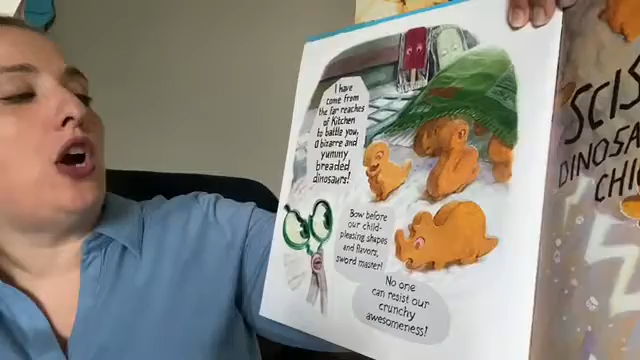 I have
come from
the far reaches
of Kitchen
to battle you,
O bizarre and
yummy
breaded
dinosaurs!
Bow before
our child-
pleasing shapes
and flavors,
sword master!
No one
can resist our
crunchy
awesomeness!
SCIS
DINOSA
CHI